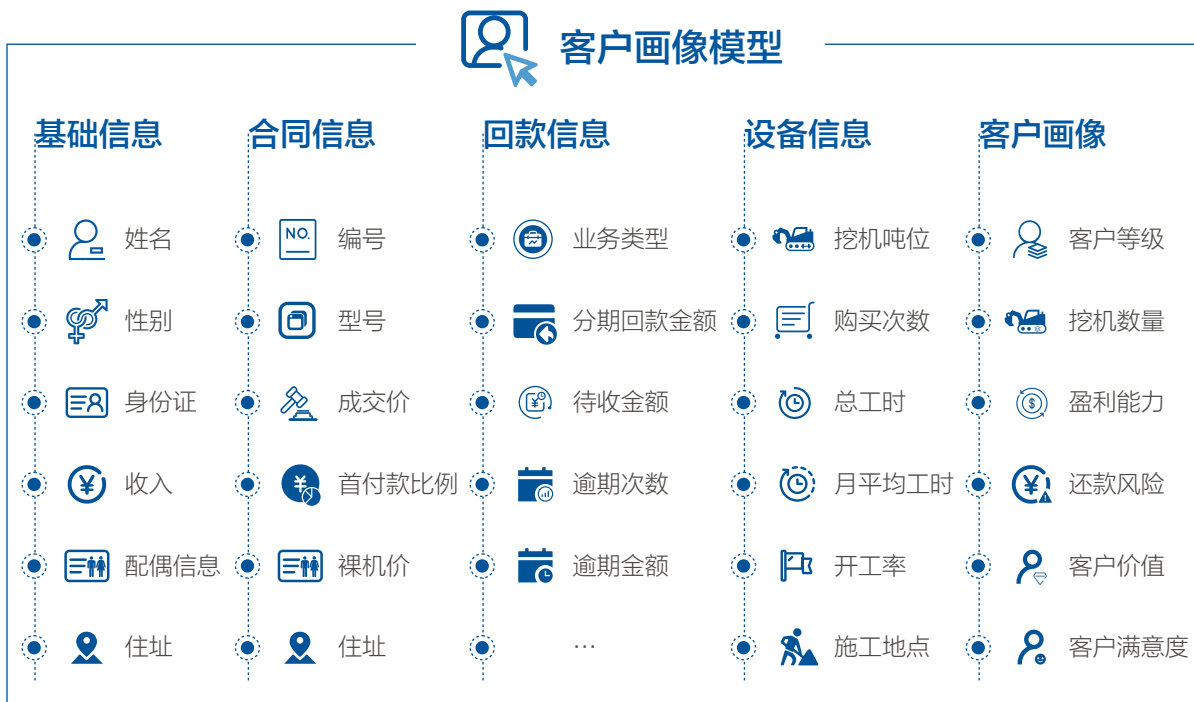 客户画像模型
基础信息 合同信息 回款信息 设备信息 客户画像
姓名 NO. 编号 业务类型 挖机吨位 客户等级
性别 型号 分期回款金额 购买次数 挖机数量
身份证 成交价 待收金额 总工时 盈利能力
收入 首付款比例 逾期次数 月平均工时 还款风险
配偶信息 裸机价 逾期金额 开工率 客户价值
住址 住址 … 施工地点 客户满意度